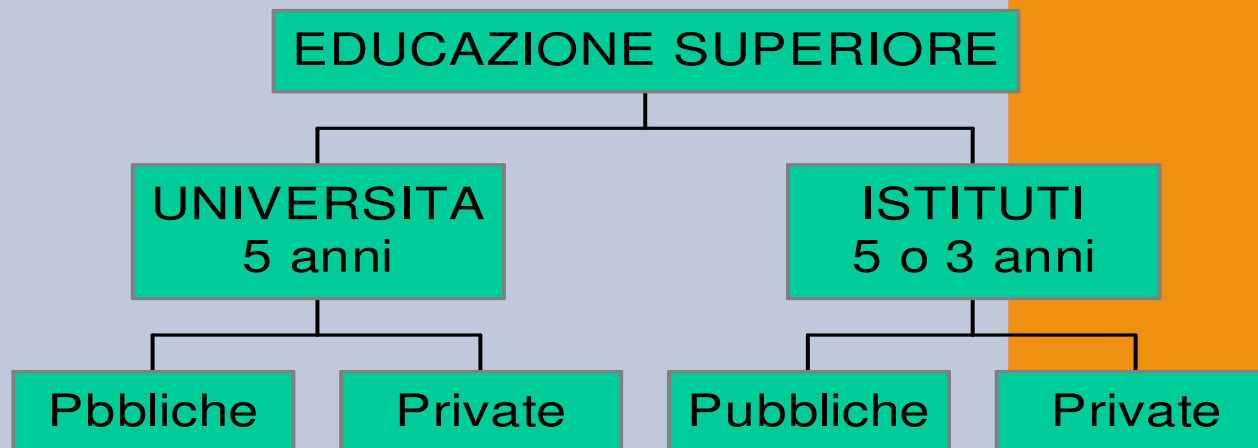 EDUCAZIONE SUPERIORE
UNIVERSITA
5 anni
ISTITUTI
5 o 3 anni
Pbbliche
Private
Pubbliche
Private